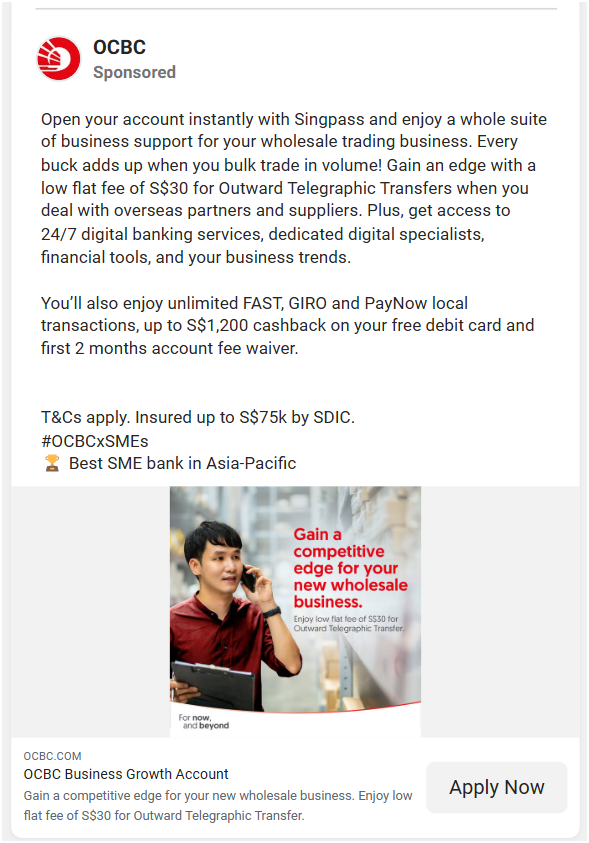 OCBC
Sponsored
Open your account instantly with Singpass and enjoy a whole suite
of business support for your wholesale trading business. Every
buck adds up when you bulk trade in volume! Gain an edge with a
low flat fee of S$30 for Outward Telegraphic Transfers when you
deal with overseas partners and suppliers. Plus, get access to
24/7 digital banking services, dedicated digital specialists,
financial tools, and your business trends.
You’ll also enjoy unlimited FAST, GIRO and PayNow local
transactions, up to S$1,200 cashback on your free debit card and
first 2 months account fee waiver.
T&Cs apply. Insured up to S$75k by SDIC.
#OCBCxSMEs
🏆 Best SME bank in Asia-Pacific
Gain a
competitive
edge for your
new wholesale
business.
Enjoy low flat fee of S$30 for
Outward Telegraphic Transfer.
For now,
and beyond
OCBC.COM
OCBC Business Growth Account
Gain a competitive edge for your new wholesale business. Enjoy low
flat fee of S$30 for Outward Telegraphic Transfer.
Apply Now